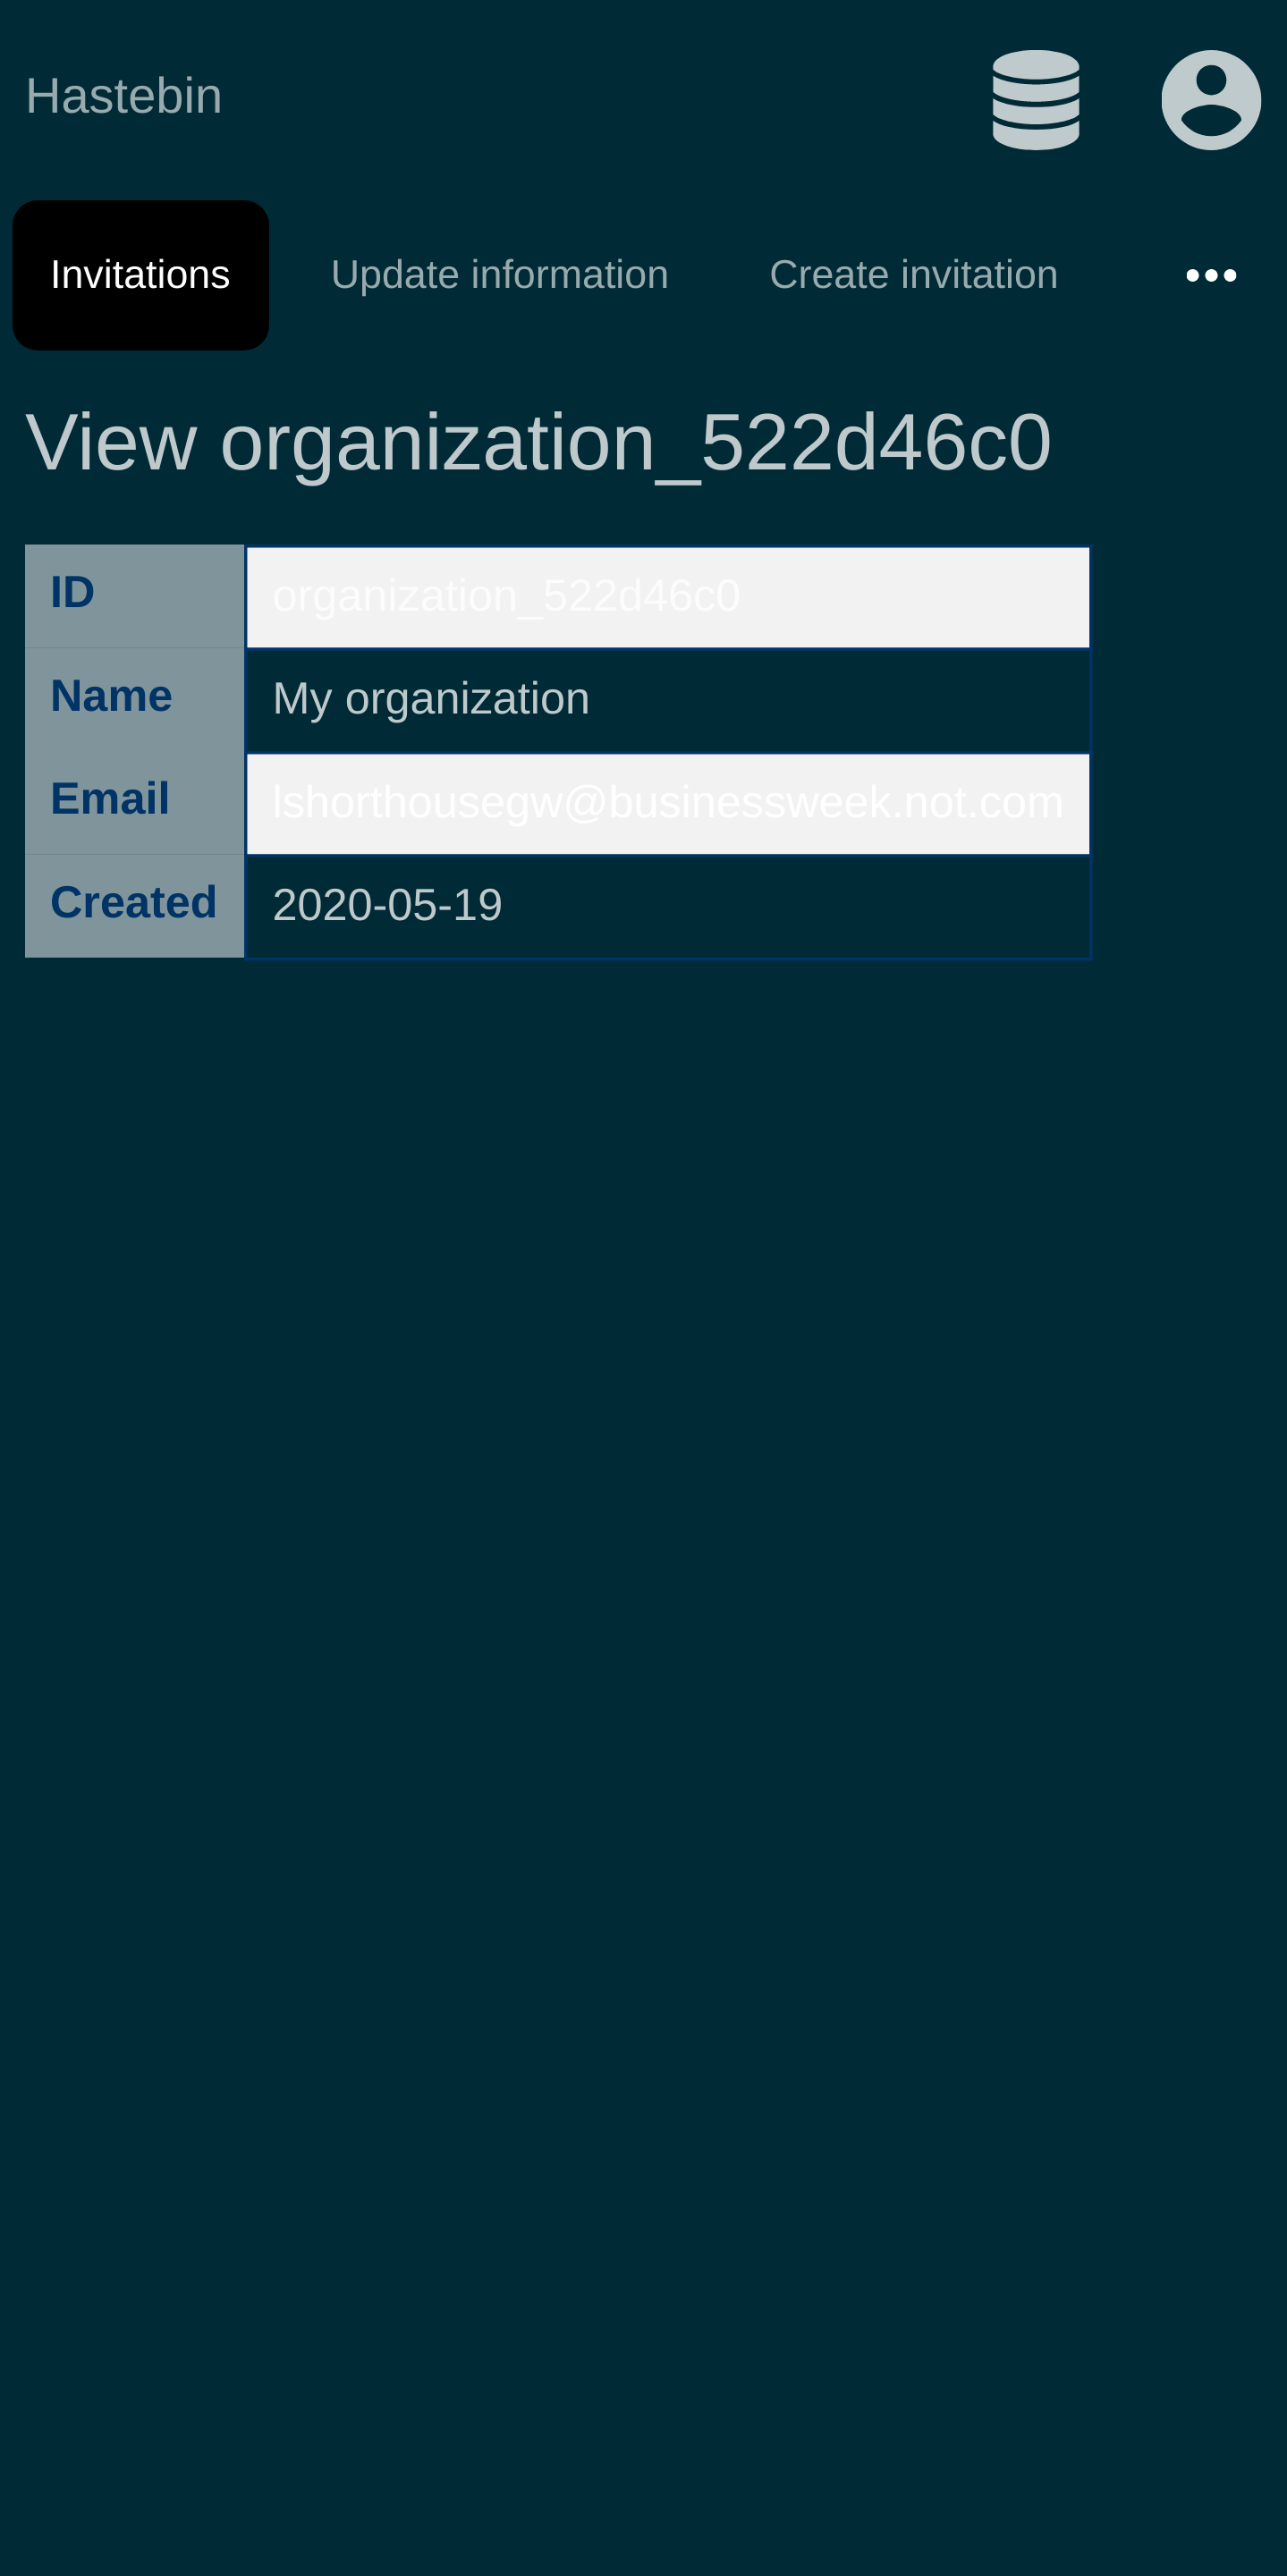 Hastebin
Invitations Update information Create invitation •••
View organization_522d46c0
ID organization_522d46c0
Name My organization
Email lshorthousegw@businessweek.not.com
Created 2020-05-19